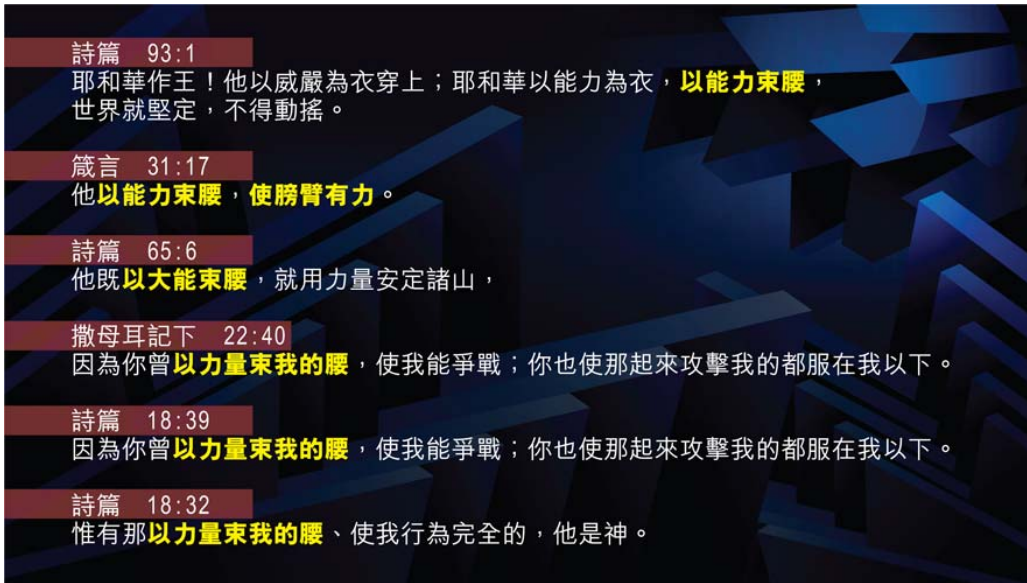 詩篇 93:1
耶和華作王！他以威嚴為衣穿上；耶和華以能力為衣，以能力束腰，
世界就堅定，不得動搖。
箴言 31:17
他以能力束腰，使膀臂有力。
詩篇 65:6
他既以大能束腰，就用力量安定諸山，
撒母耳記下 22:40
因為你曾以力量束我的腰，使我能爭戰；你也使那起來攻擊我的都服在我以下。
詩篇 18:39
因為你曾以力量束我的腰，使我能爭戰；你也使那起來攻擊我的都服在我以下。
詩篇 18:32
惟有那以力量束我的腰、使我行為完全的，他是神。